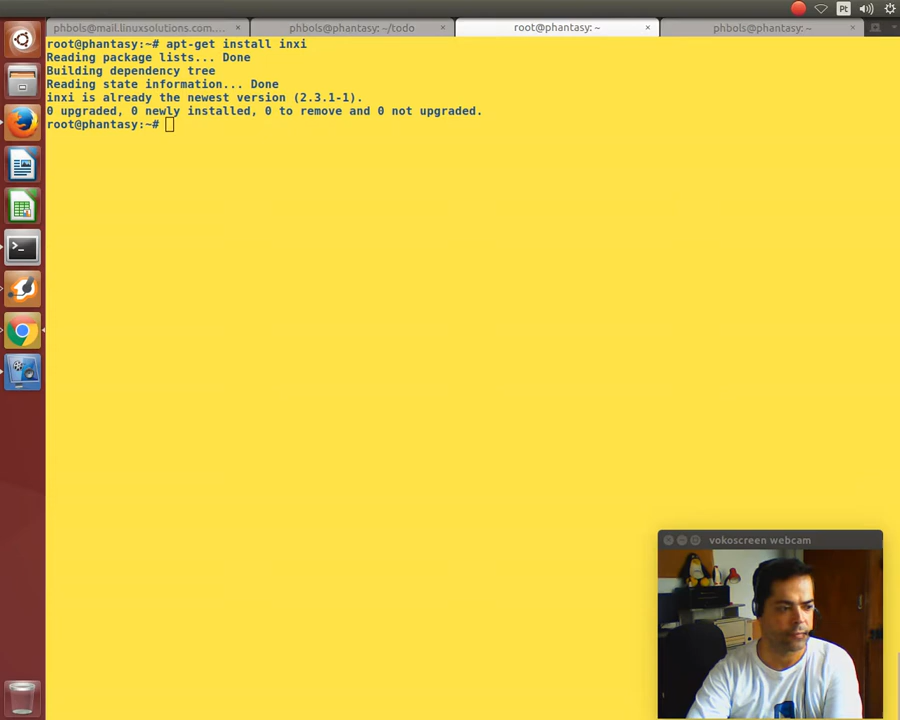 phbols@mail.linuxsolutions.com.... × phbols@phantasy: ~/todo × root@phantasy: ~ × phbols@phantasy: ~ ×
Pt
root@phantasy:~# apt-get install inxi
Reading package lists... Done
Building dependency tree
Reading state information... Done
inxi is already the newest version (2.3.1-1).
0 upgraded, 0 newly installed, 0 to remove and 0 not upgraded.
root@phantasy:~#
vokoscreen webcam